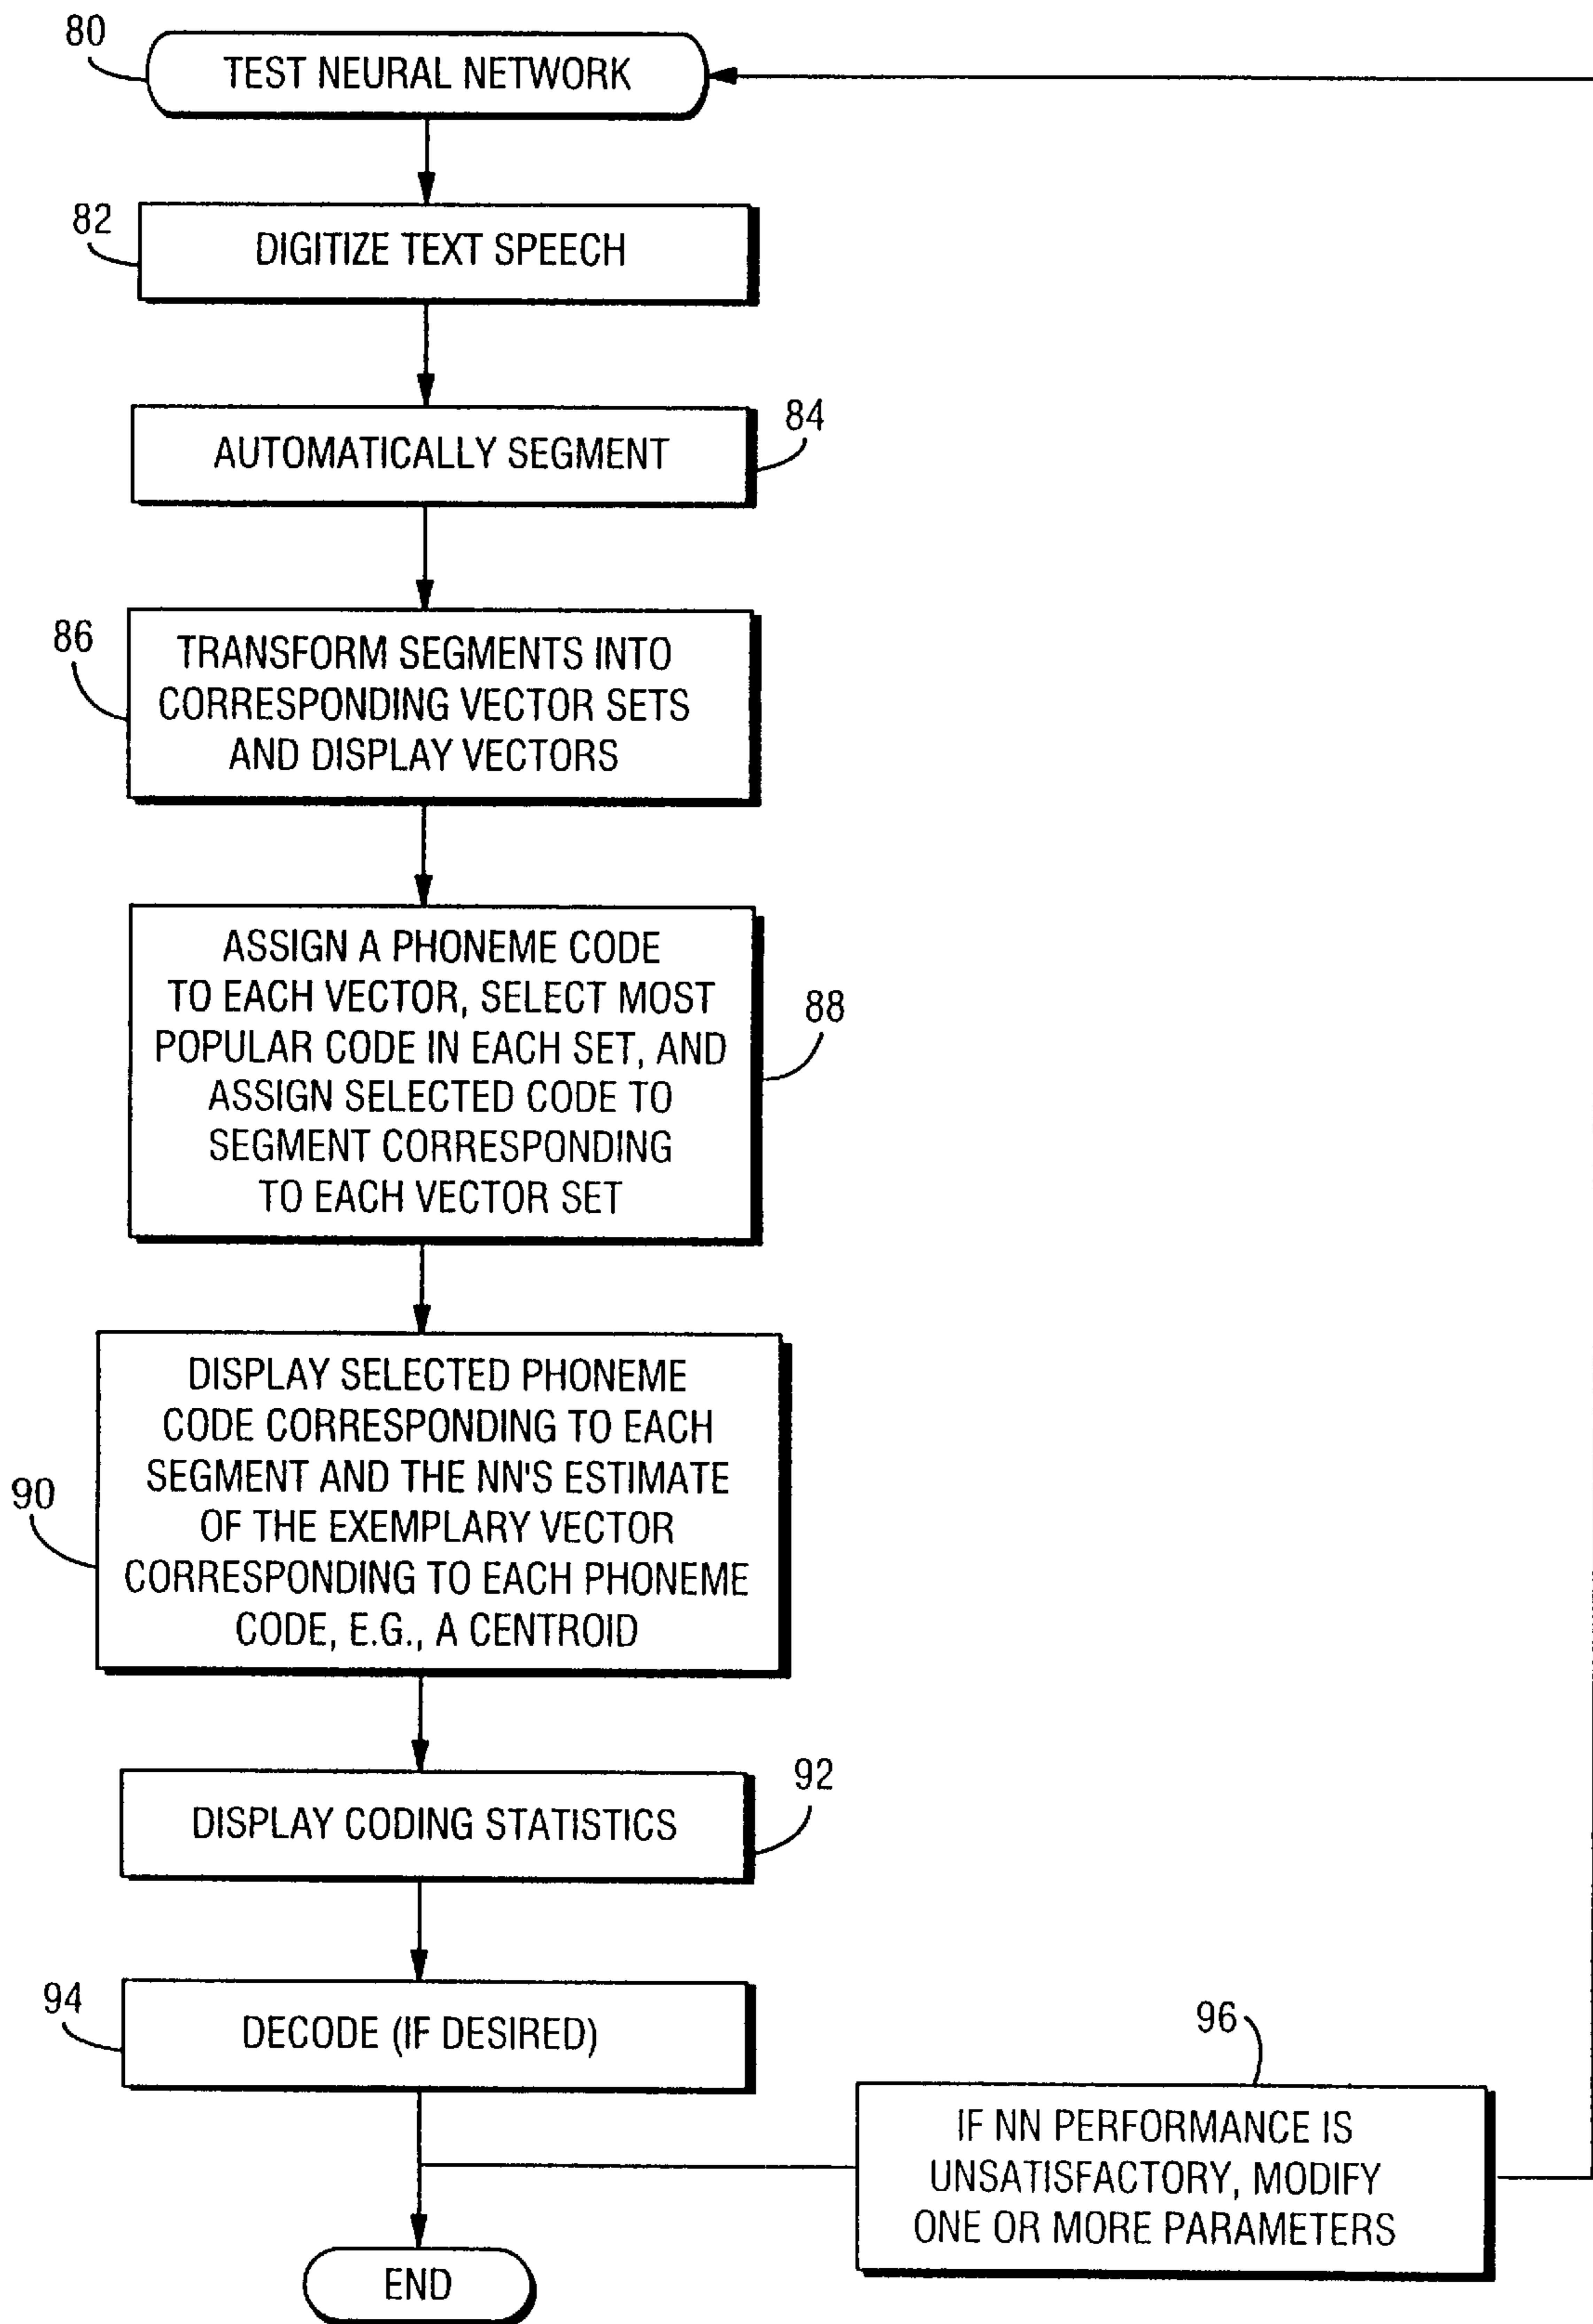 80
TEST NEURAL NETWORK
82
DIGITIZE TEXT SPEECH
84
AUTOMATICALLY SEGMENT
86
TRANSFORM SEGMENTS INTO
CORRESPONDING VECTOR SETS
AND DISPLAY VECTORS
88
ASSIGN A PHONEME CODE
TO EACH VECTOR, SELECT MOST
POPULAR CODE IN EACH SET, AND
ASSIGN SELECTED CODE TO
SEGMENT CORRESPONDING
TO EACH VECTOR SET
90
DISPLAY SELECTED PHONEME
CODE CORRESPONDING TO EACH
SEGMENT AND THE NN'S ESTIMATE
OF THE EXEMPLARY VECTOR
CORRESPONDING TO EACH PHONEME
CODE, E.G., A CENTROID
92
DISPLAY CODING STATISTICS
94
DECODE (IF DESIRED)
96
IF NN PERFORMANCE IS
UNSATISFACTORY, MODIFY
ONE OR MORE PARAMETERS
END